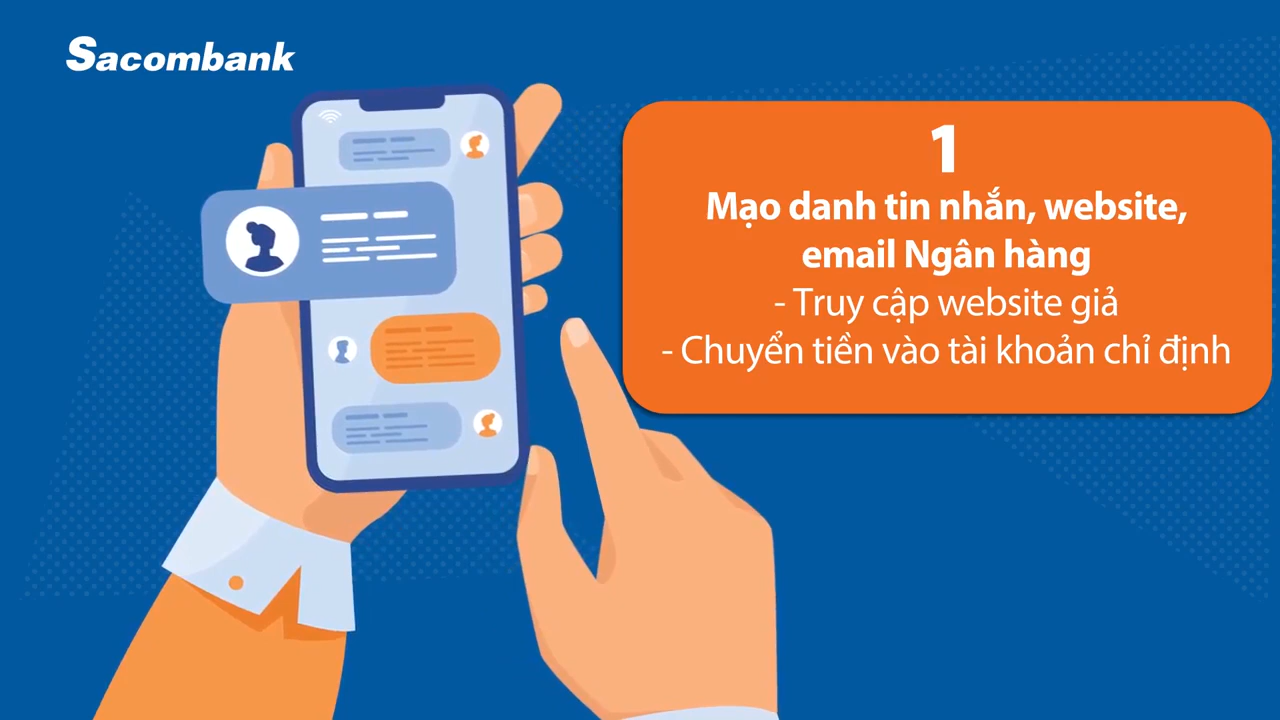 Sacombank
1
Mạo danh tin nhắn, website,
email Ngân hàng
- Truy cập website giả
- Chuyển tiền vào tài khoản chỉ định